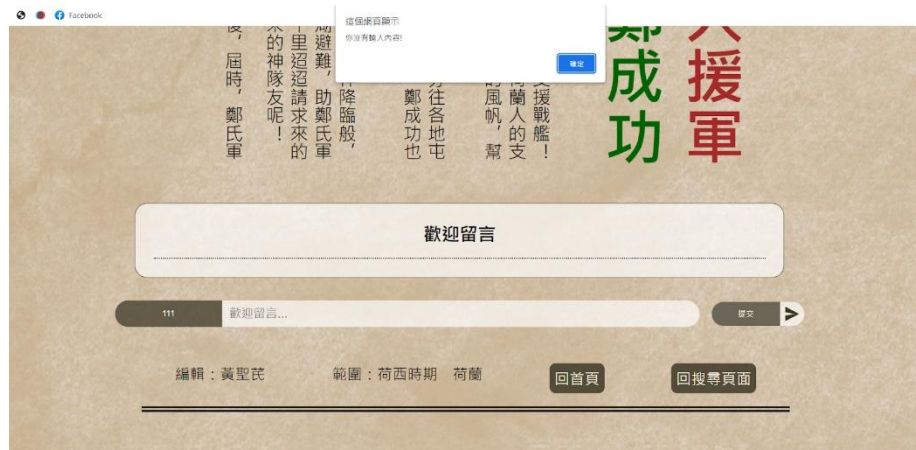 Facebook
這個網頁顯示
你沒有輸入內容!
確定
援軍
成功
援戰艦！
蘭人的支
的風帆，幫
往各地屯
鄭成功也
降臨般，
避難，助鄭氏軍
千里迢迢請求來的
來的神隊友呢！
，屆時，鄭氏軍
歡迎留言
111 歡迎留言... 提交
編輯：黃聖芪 範圍：荷西時期 荷蘭 回首頁 回搜尋頁面